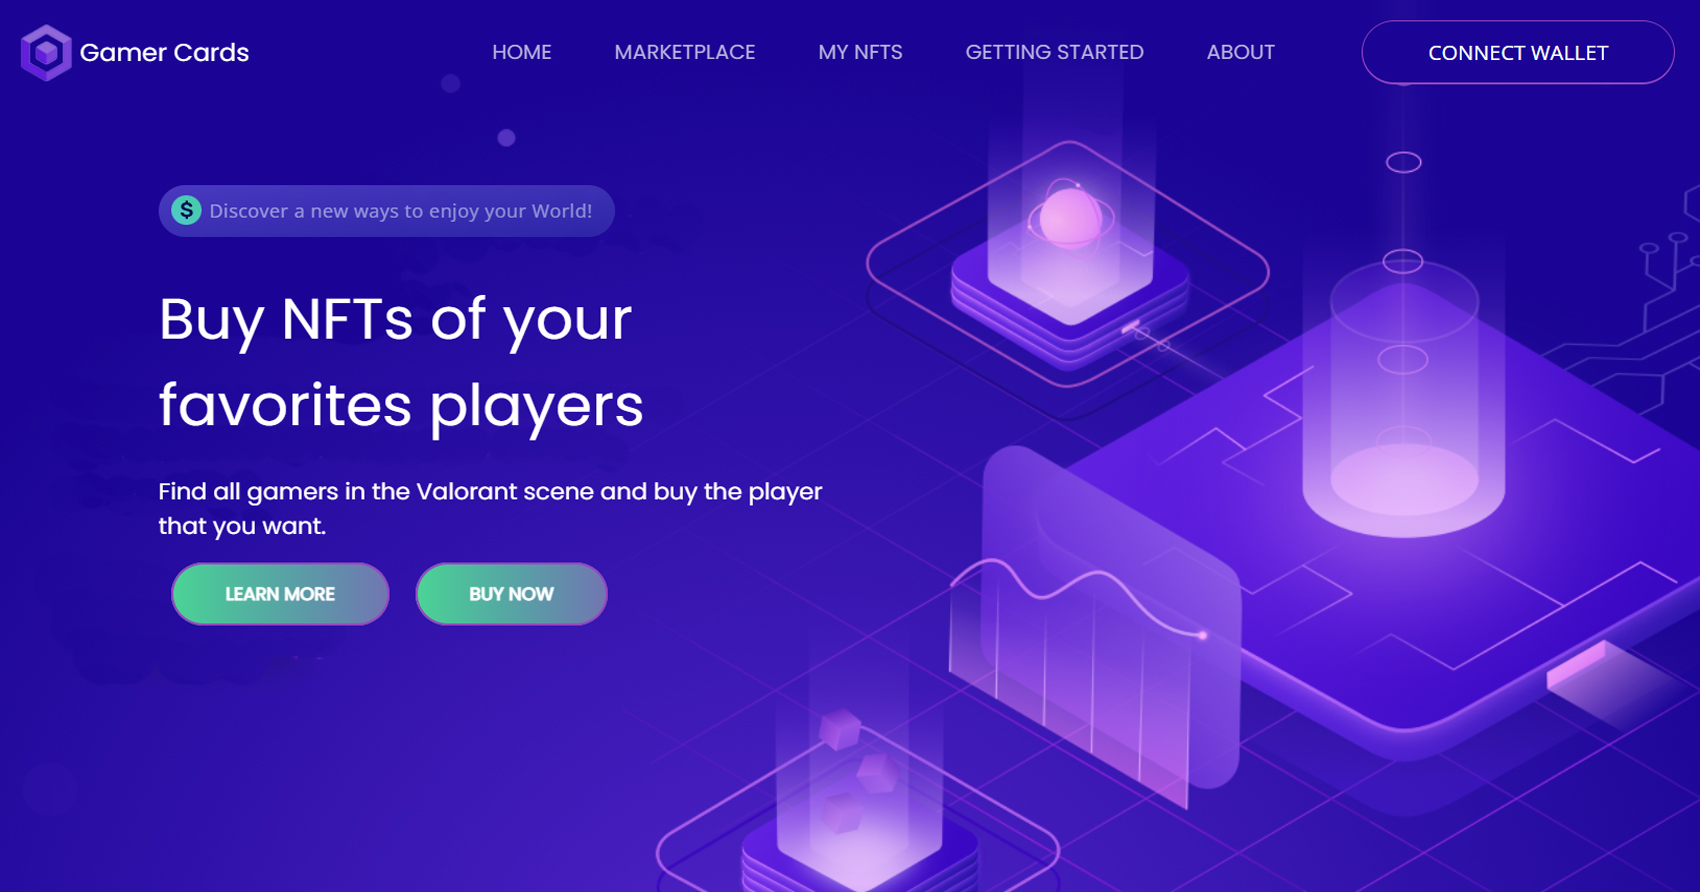 Gamer Cards
HOME
MARKETPLACE
MY NFTS
GETTING STARTED
ABOUT
CONNECT WALLET
$ Discover a new ways to enjoy your World!
Buy NFTs of your
favorites players
Find all gamers in the Valorant scene and buy the player
that you want.
LEARN MORE
BUY NOW